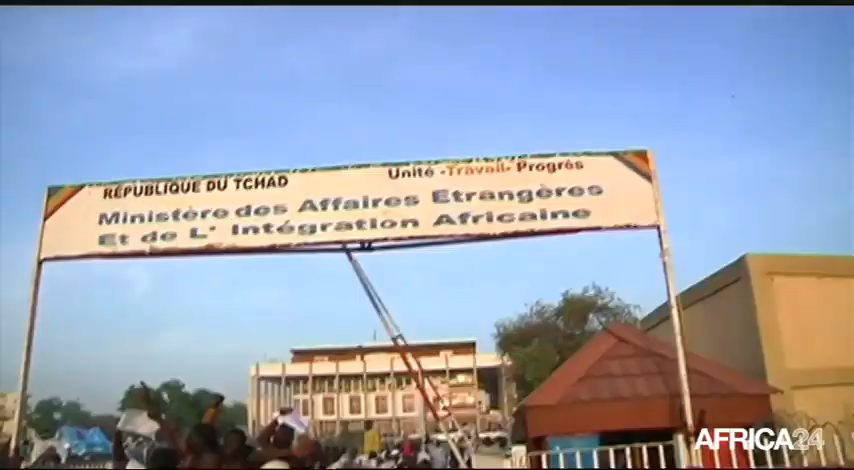 RÉPUBLIQUE DU TCHAD
Unité -Travail- Progrès
Ministère des Affaires Etrangères
Et de L' Intégration Africaine
AFRICA24